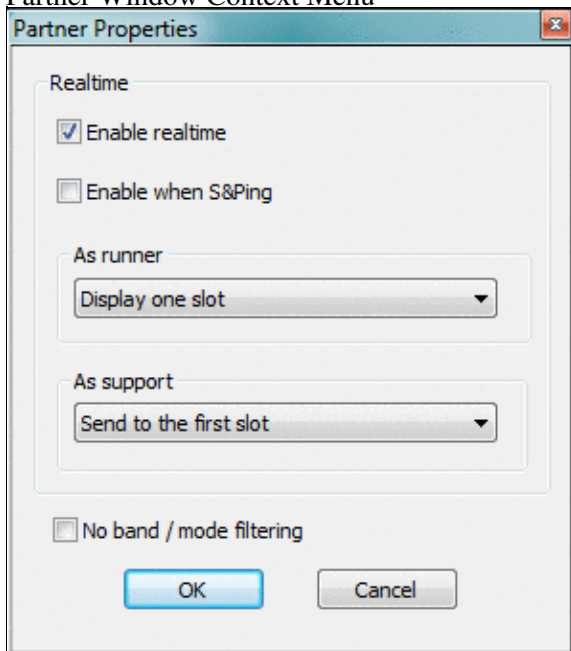 Partner Window Context Menu
Partner Properties
Realtime
Enable realtime
Enable when S&Ping
As runner
Display one slot
As support
Send to the first slot
No band / mode filtering
OK Cancel